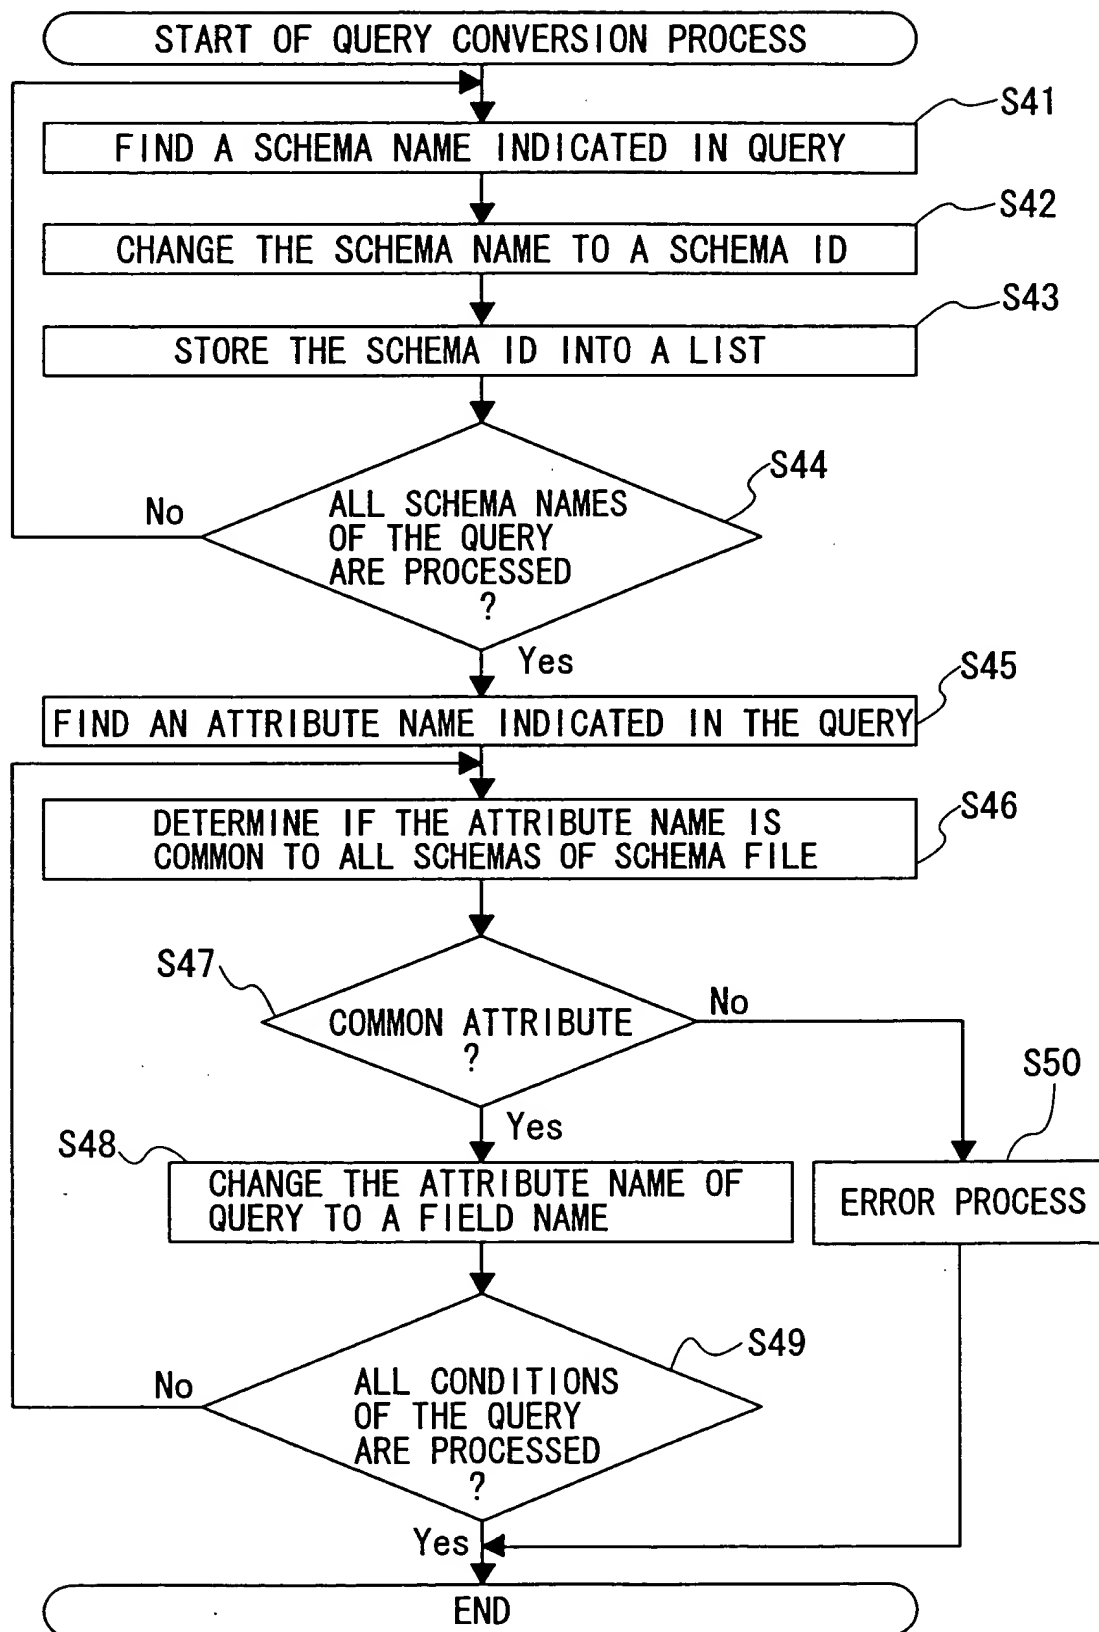 START OF QUERY CONVERSION PROCESS
S41
FIND A SCHEMA NAME INDICATED IN QUERY
S42
CHANGE THE SCHEMA NAME TO A SCHEMA ID
S43
STORE THE SCHEMA ID INTO A LIST
S44
No
ALL SCHEMA NAMES
OF THE QUERY
ARE PROCESSED
?
Yes
S45
FIND AN ATTRIBUTE NAME INDICATED IN THE QUERY
S46
DETERMINE IF THE ATTRIBUTE NAME IS
COMMON TO ALL SCHEMAS OF SCHEMA FILE
S47
No
COMMON ATTRIBUTE
?
S50
Yes
S48
CHANGE THE ATTRIBUTE NAME OF
QUERY TO A FIELD NAME
ERROR PROCESS
S49
No
ALL CONDITIONS
OF THE QUERY
ARE PROCESSED
?
Yes
END